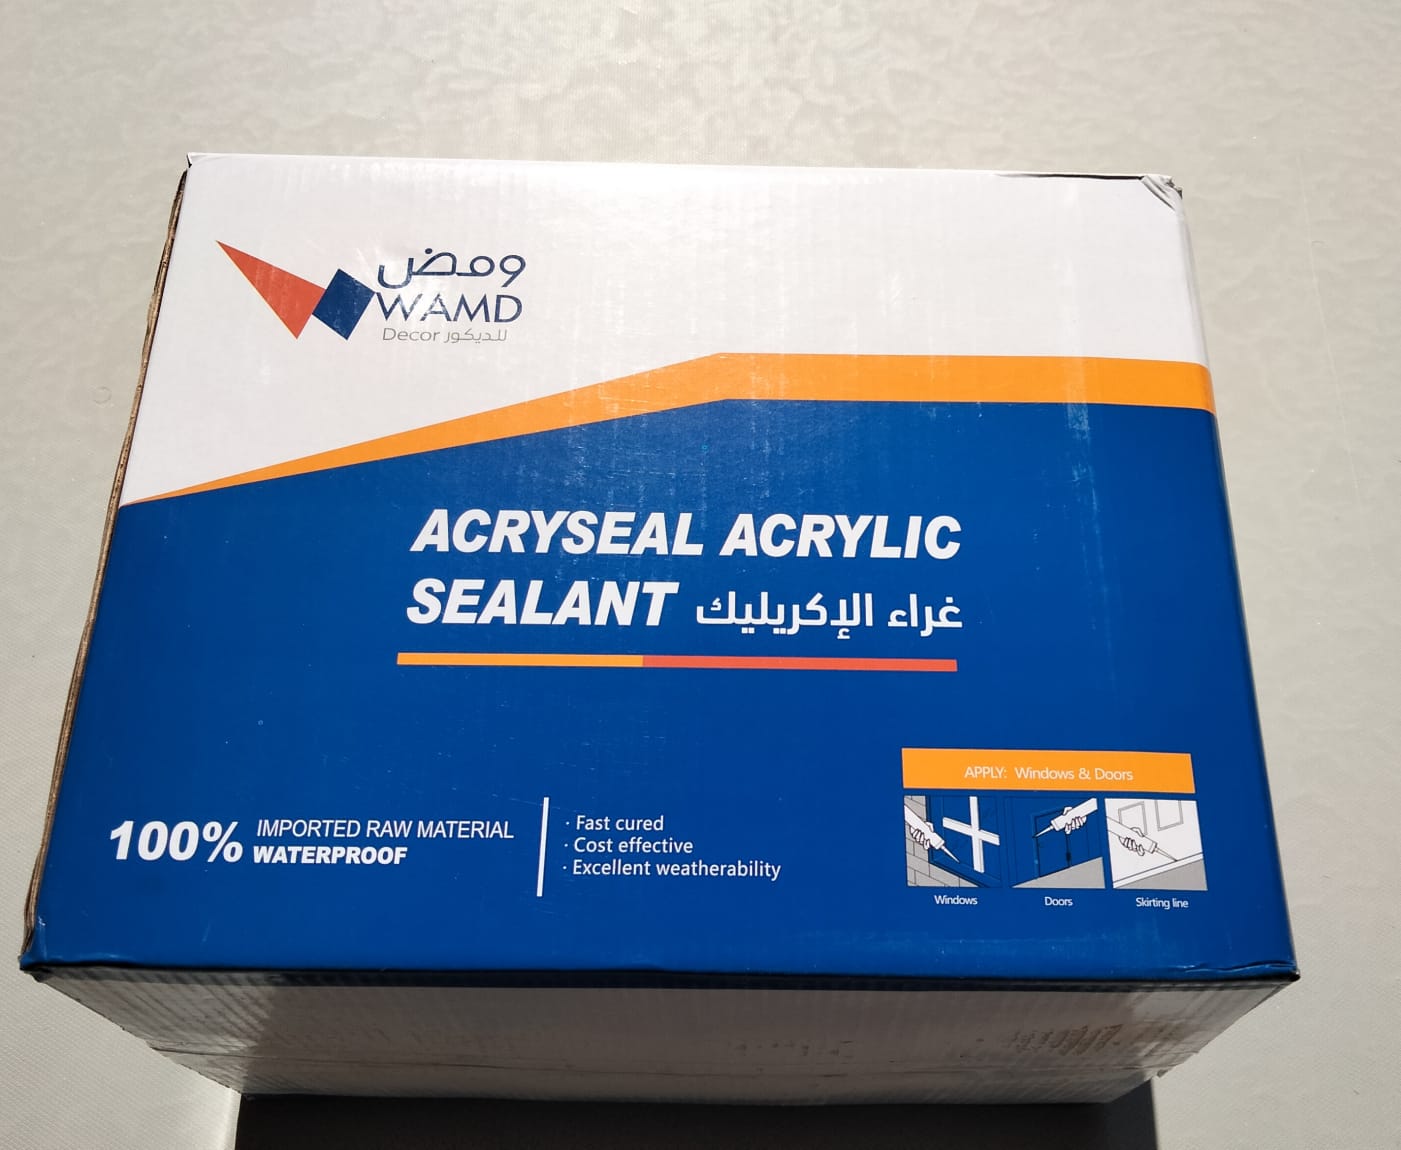 ومض
WAMD
Decor للديكور
ACRYSEAL ACRYLIC
SEALANT غراء الإكريليك
100% IMPORTED RAW MATERIAL
WATERPROOF
· Fast cured
· Cost effective
· Excellent weatherability
APPLY: Windows & Doors
Windows
Doors
Skirting line